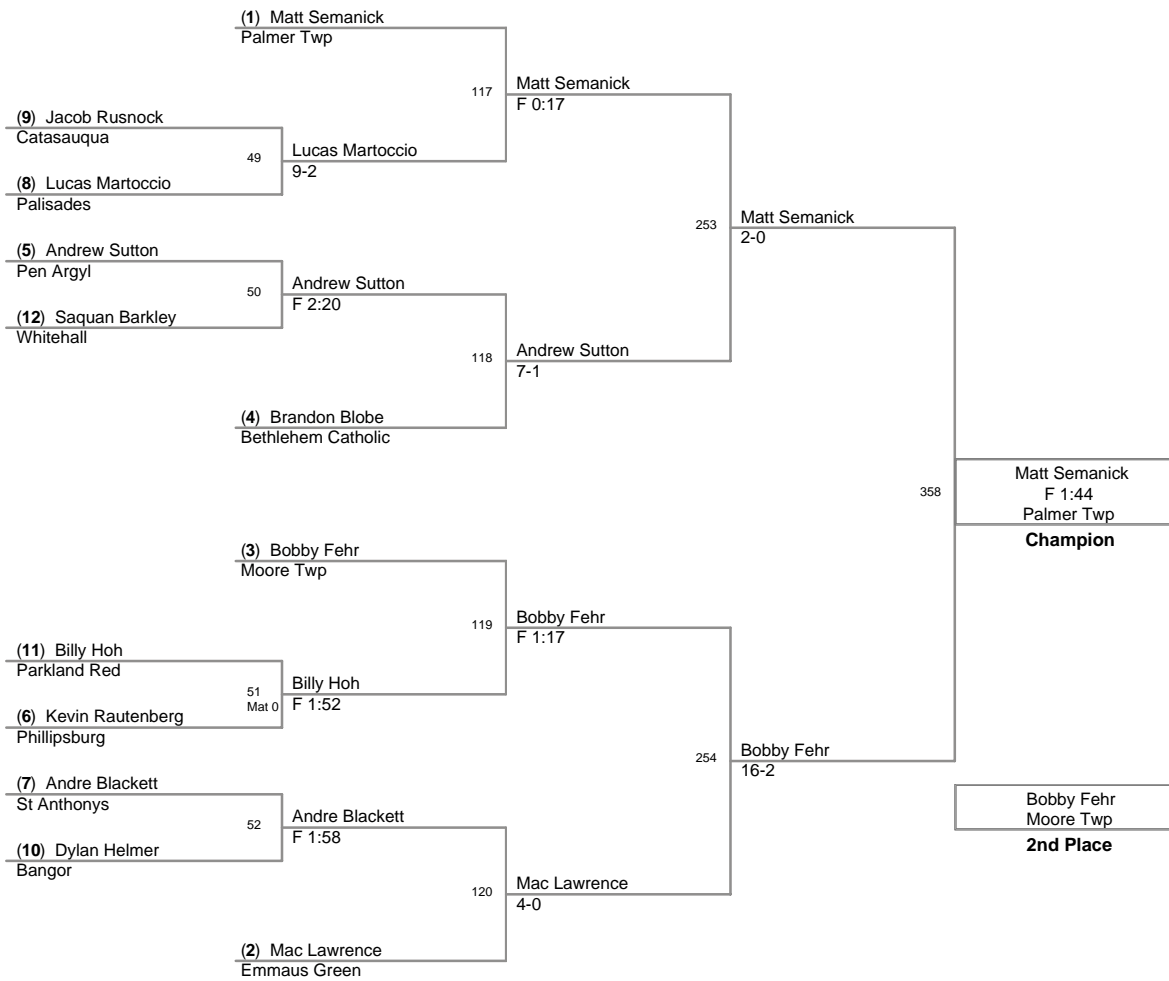 (1) Matt Semanick
Palmer Twp
117
Matt Semanick
F 0:17
(9) Jacob Rusnock
Catasauqua
49
Lucas Martoccio
9-2
(8) Lucas Martoccio
Palisades
253
Matt Semanick
2-0
(5) Andrew Sutton
Pen Argyl
50
Andrew Sutton
F 2:20
(12) Saquan Barkley
Whitehall
118
Andrew Sutton
7-1
(4) Brandon Blobe
Bethlehem Catholic
358
Matt Semanick
F 1:44
Palmer Twp
Champion
(3) Bobby Fehr
Moore Twp
119
Bobby Fehr
F 1:17
(11) Billy Hoh
Parkland Red
51
Mat 0
Billy Hoh
F 1:52
(6) Kevin Rautenberg
Phillipsburg
254
Bobby Fehr
16-2
(7) Andre Blackett
St Anthonys
52
Andre Blackett
F 1:58
(10) Dylan Helmer
Bangor
Bobby Fehr
Moore Twp
2nd Place
120
Mac Lawrence
4-0
(2) Mac Lawrence
Emmaus Green